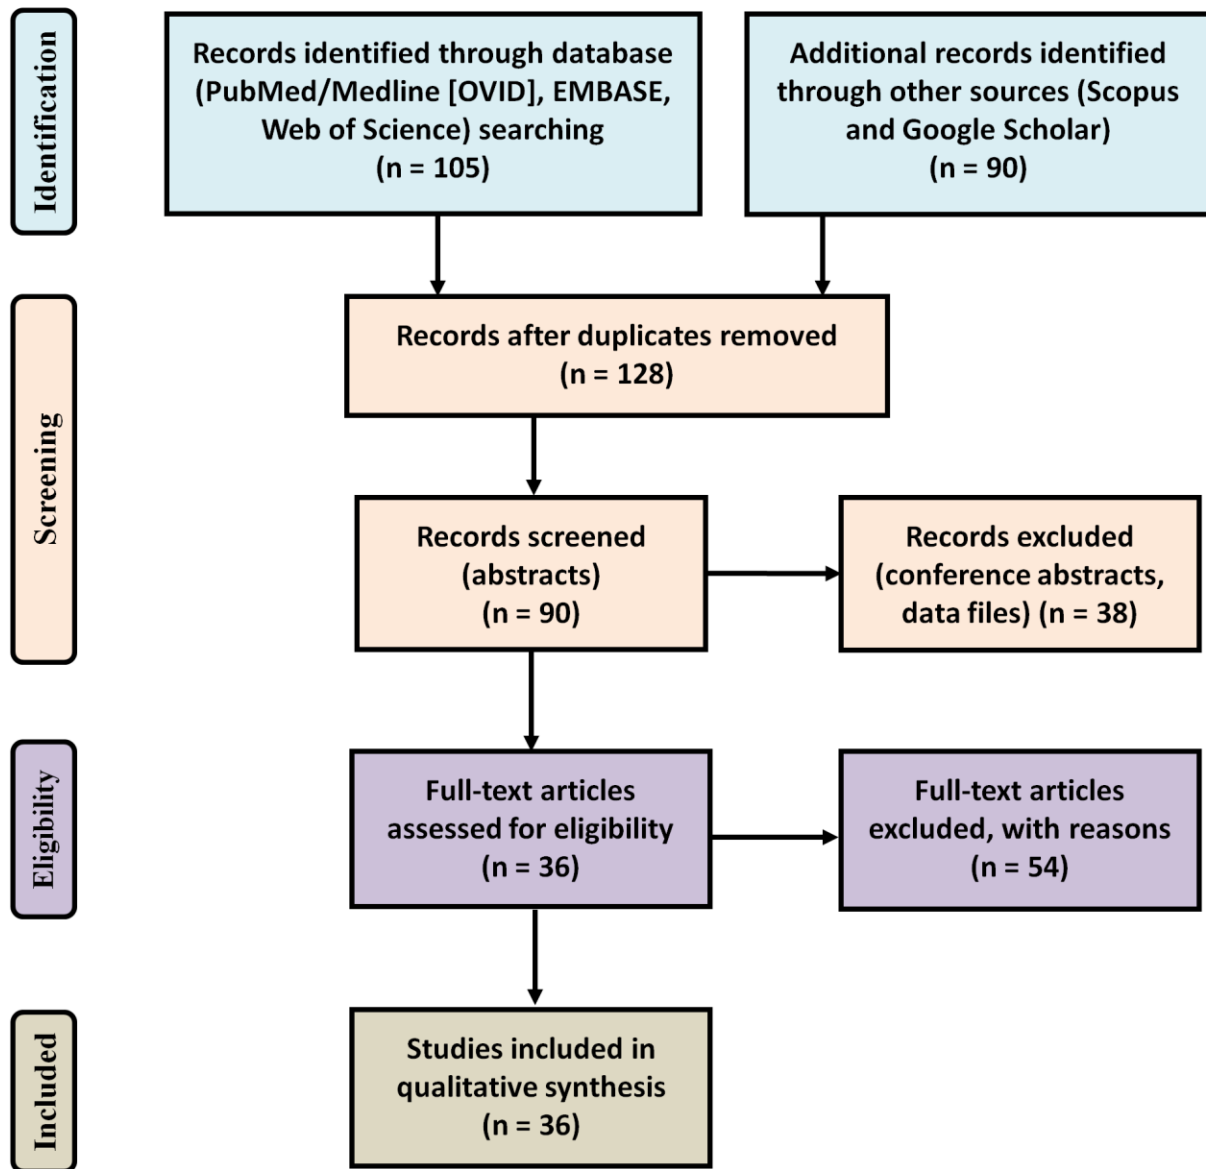 Identification
Records identified through database
(PubMed/Medline [OVID], EMBASE,
Web of Science) searching
(n = 105)
Additional records identified
through other sources (Scopus
and Google Scholar)
(n = 90)
Screening
Records after duplicates removed
(n = 128)
Records screened
(abstracts)
(n = 90)
Records excluded
(conference abstracts,
data files) (n = 38)
Eligibility
Full-text articles
assessed for eligibility
(n = 36)
Full-text articles
excluded, with reasons
(n = 54)
Included
Studies included in
qualitative synthesis
(n = 36)